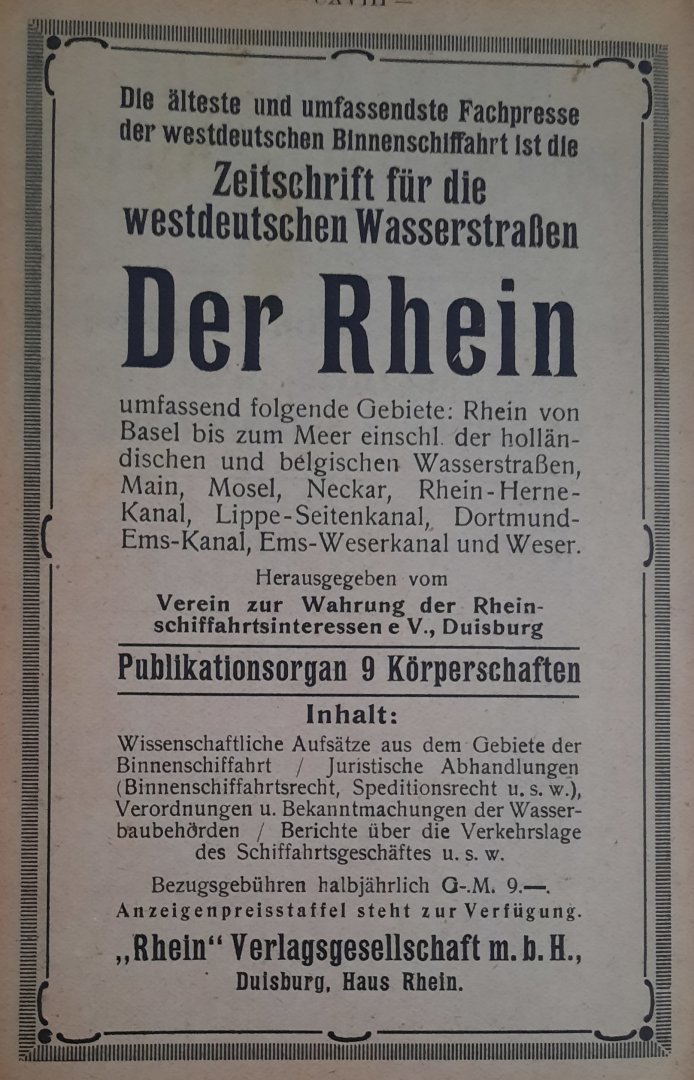 Die älteste und umfassendste Fachpresse
der westdeutschen Binnenschiffahrt ist die
Zeitschrift für die
westdeutschen Wasserstraßen
Der Rhein
umfassend folgende Gebiete: Rhein von
Basel bis zum Meer einschl. der hollän-
dischen und belgischen Wasserstraßen,
Main, Mosel, Neckar, Rhein-Herne-
Kanal, Lippe-Seitenkanal, Dortmund-
Ems-Kanal, Ems-Weserkanal und Weser.
Herausgegeben vom
Verein zur Wahrung der Rhein-
schiffahrtsinteressen e V., Duisburg
Publikationsorgan 9 Körperschaften
Inhalt:
Wissenschaftliche Aufsätze aus dem Gebiete der
Binnenschiffahrt / Juristische Abhandlungen
(Binnenschiffahrtsrecht, Speditionsrecht u. s. w.),
Verordnungen u. Bekanntmachungen der Wasser-
baubehörden / Berichte über die Verkehrslage
des Schiffahrtsgeschäftes u. s. w.
Bezugsgebühren halbjährlich G-.M. 9.—.
Anzeigenpreisstaffel steht zur Verfügung.
„Rhein“ Verlagsgesellschaft m. b. H.,
Duisburg, Haus Rhein.